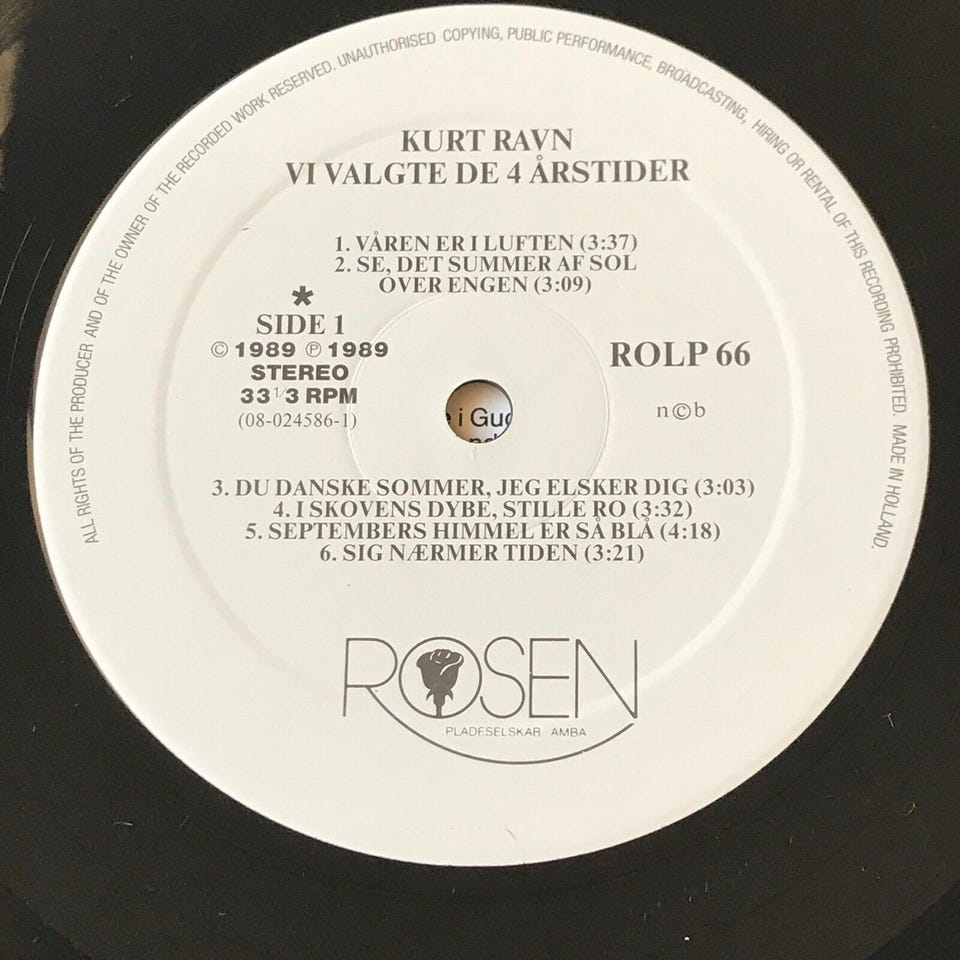 ALL RIGHTS OF THE PRODUCER AND OF THE OWNER OF THE RECORDED WORK RESERVED. UNAUTHORISED COPYING, PUBLIC PERFORMANCE, BROADCASTING, HIRING OR RENTAL OF THIS RECORDING PROHIBITED. MADE IN HOLLAND.
KURT RAVN
VI VALGTE DE 4 ÅRSTIDER
1. VÅREN ER I LUFTEN (3:37)
2. SE, DET SUMMER AF SOL
OVER ENGEN (3:09)
*
SIDE 1
© 1989 ℗ 1989
STEREO
33 1/3 RPM
(08-024586-1)
ROLP 66
n©b
i Gud
3. DU DANSKE SOMMER, JEG ELSKER DIG (3:03)
4. I SKOVENS DYBE, STILLE RO (3:32)
5. SEPTEMBERS HIMMEL ER SÅ BLÅ (4:18)
6. SIG NÆRMER TIDEN (3:21)
ROSEN
PLADESELSKAB AMBA